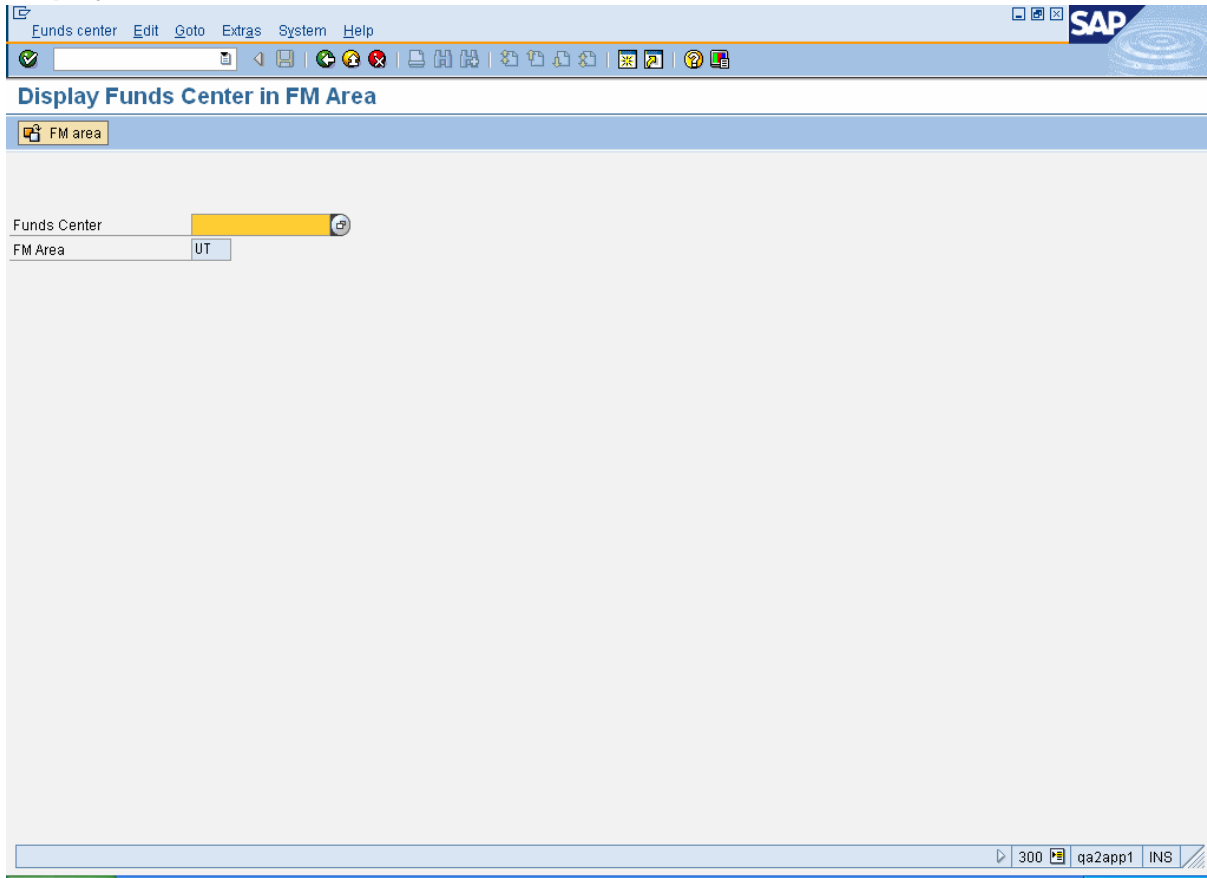 Funds center Edit Goto Extras System Help
SAP
Display Funds Center in FM Area
FM area
Funds Center
FM Area UT
300 qa2app1 INS